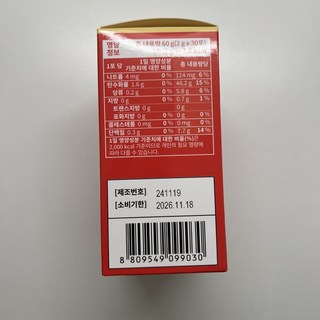 영양정보
총 내용량 60 g(2 g x 30포)
1포 당 1일 영양성분 기준치에 대한 비율 총 내용량당
나트륨 4 mg 0 % 124 mg 6 %
탄수화물 1.6 g 0 % 48.2 g 15 %
당류 0.2 g 0 % 5.8 g 6 %
지방 0 g 0 % 0.7 g 1 %
트랜스지방 0 g 0 g
포화지방 0 g 0 % 0 g 0 %
콜레스테롤 0 mg 0 % 0 mg 0 %
단백질 0.3 g 0 % 7.7 g 14 %
1일 영양성분 기준치에 대한 비율(%)은
2,000 kcal 기준이므로 개인의 필요 열량에
따라 다를 수 있습니다.
[제조번호] 241119
[소비기한] 2026.11.18
8 809549 099030